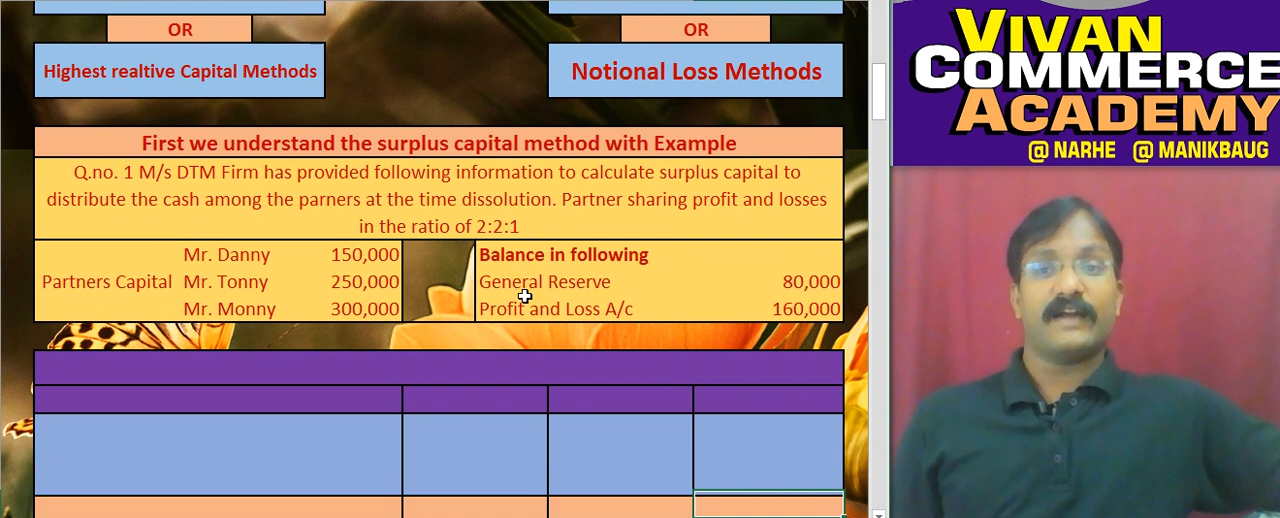 OR
OR
Highest realtive Capital Methods
Notional Loss Methods
First we understand the surplus capital method with Example
Q.no. 1 M/s DTM Firm has provided following information to calculate surplus capital to
distribute the cash among the parners at the time dissolution. Partner sharing profit and losses
in the ratio of 2:2:1
Mr. Danny 150,000
Partners Capital Mr. Tonny 250,000
Mr. Monny 300,000
Balance in following
General Reserve 80,000
Profit and Loss A/c 160,000
VIVAN
COMMERCE
ACADEMY
@ NARHE @ MANIKBAUG